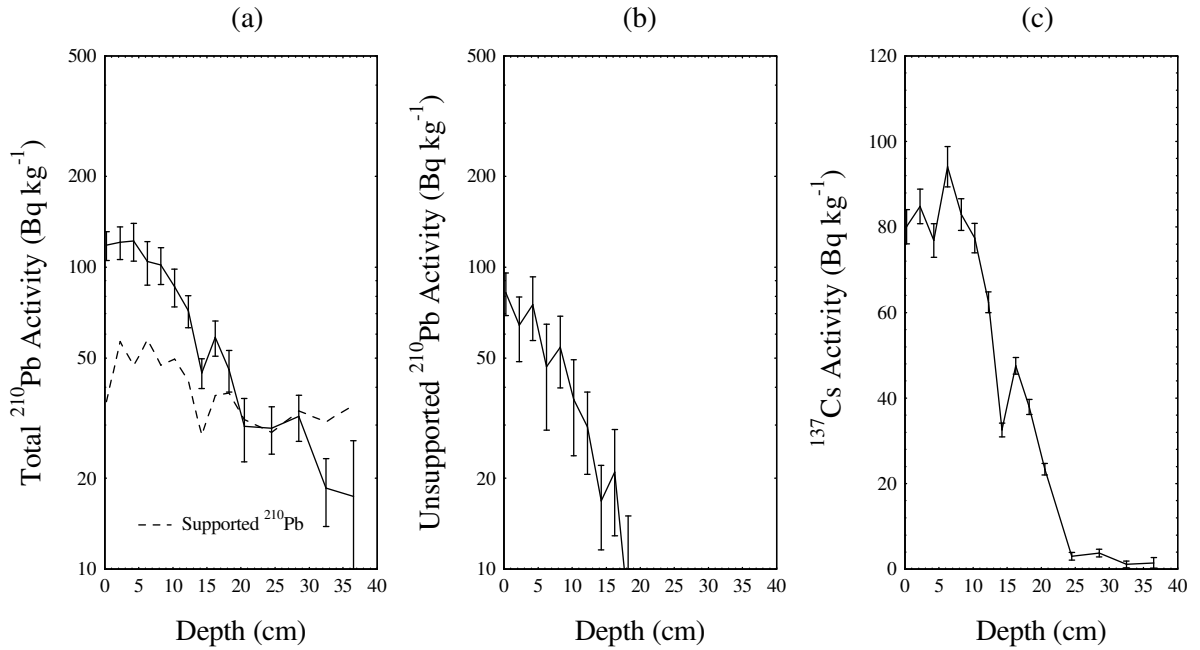 (a)
(b)
(c)
500
200
100
50
20
10
Total ²¹⁰Pb Activity (Bq kg⁻¹)
Supported ²¹⁰Pb
0 5 10 15 20 25 30 35 40
Depth (cm)
500
200
100
50
20
10
Unsupported ²¹⁰Pb Activity (Bq kg⁻¹)
0 5 10 15 20 25 30 35 40
Depth (cm)
120
100
80
60
40
20
0
¹³⁷Cs Activity (Bq kg⁻¹)
0 5 10 15 20 25 30 35 40
Depth (cm)